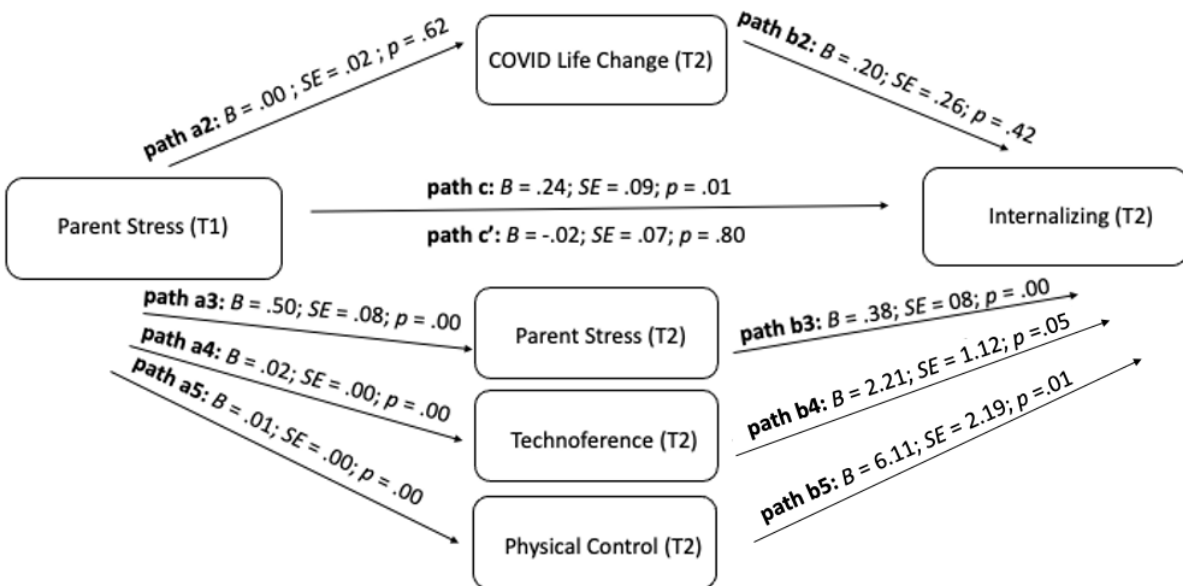 path a2: B = .00 ; SE = .02 ; p = .62
COVID Life Change (T2)
path b2: B = .20; SE = .26; p = .42
Parent Stress (T1)
path c: B = .24; SE = .09; p = .01
path c': B = -.02; SE = .07; p = .80
Internalizing (T2)
path a3: B = .50; SE = .08; p = .00
Parent Stress (T2)
path b3: B = .38; SE = 08; p = .00
path a4: B = .02; SE = .00; p = .00
Technoference (T2)
path b4: B = 2.21; SE = 1.12; p =.05
path a5: B = .01; SE = .00; p = .00
Physical Control (T2)
path b5: B = 6.11; SE = 2.19; p =.01